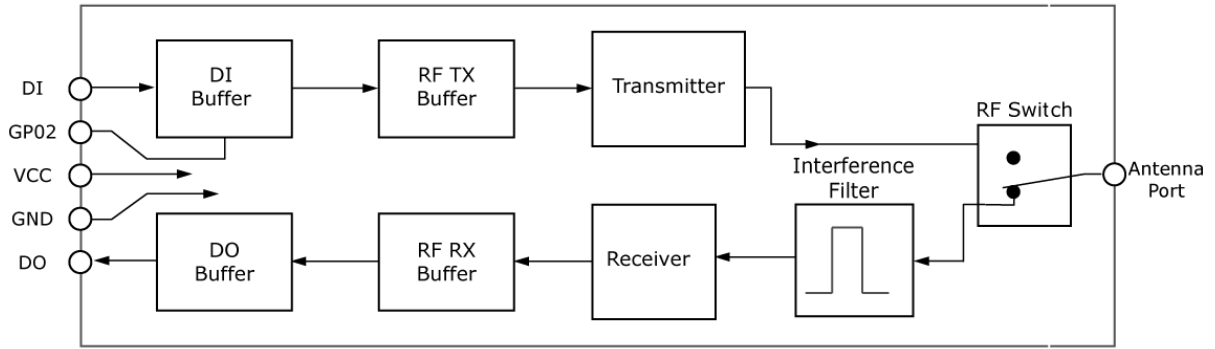 DI
GP02
VCC
GND
DO
DI
Buffer
RF TX
Buffer
Transmitter
RF Switch
Antenna
Port
Interference
Filter
Receiver
RF RX
Buffer
DO
Buffer